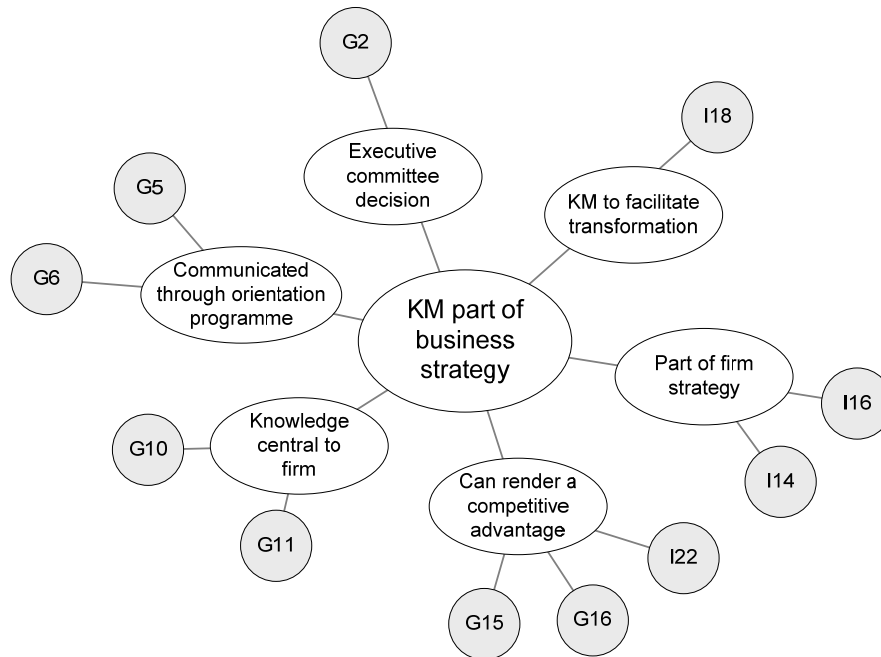 G2
I18
Executive
committee
decision
G5
KM to facilitate
transformation
G6
Communicated
through orientation
programme
KM part of
business
strategy
Part of firm
strategy
I16
Knowledge
central to
firm
G10
I14
Can render a
competitive
advantage
G11
I22
G15
G16